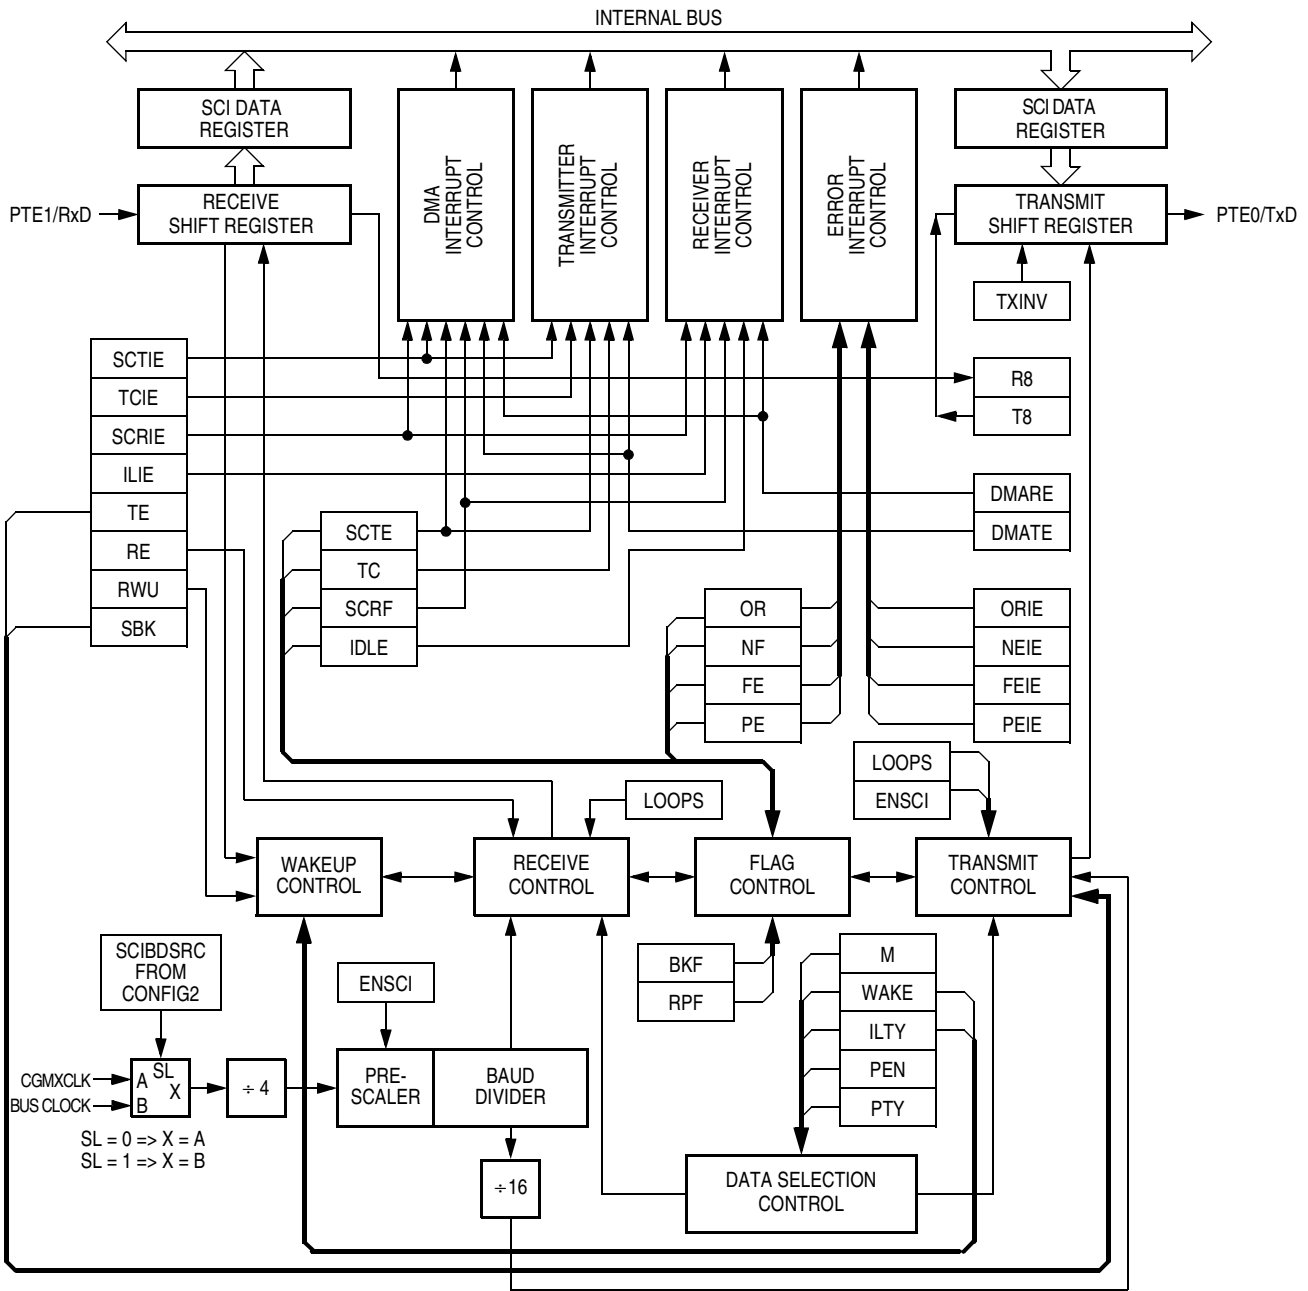 INTERNAL BUS
SCI DATA
REGISTER
DMA
INTERRUPT
CONTROL
TRANSMITTER
INTERRUPT
CONTROL
RECEIVER
INTERRUPT
CONTROL
ERROR
INTERRUPT
CONTROL
SCI DATA
REGISTER
PTE1/RxD
RECEIVE
SHIFT REGISTER
TRANSMIT
SHIFT REGISTER
PTE0/TxD
TXINV
SCTIE
TCIE
SCRIE
ILIE
TE
RE
RWU
SBK
R8
T8
DMARE
DMATE
SCTE
TC
SCRF
IDLE
OR
NF
FE
PE
ORIE
NEIE
FEIE
PEIE
LOOPS
ENSCI
LOOPS
WAKEUP
CONTROL
RECEIVE
CONTROL
FLAG
CONTROL
TRANSMIT
CONTROL
SCIBDSRC
FROM
CONFIG2
ENSCI
BKF
RPF
M
WAKE
ILTY
PEN
PTY
CGMXCLK
BUS CLOCK
A
B
SL
X
÷ 4
PRE-
SCALER
BAUD
DIVIDER
SL = 0 => X = A
SL = 1 => X = B
÷16
DATA SELECTION
CONTROL